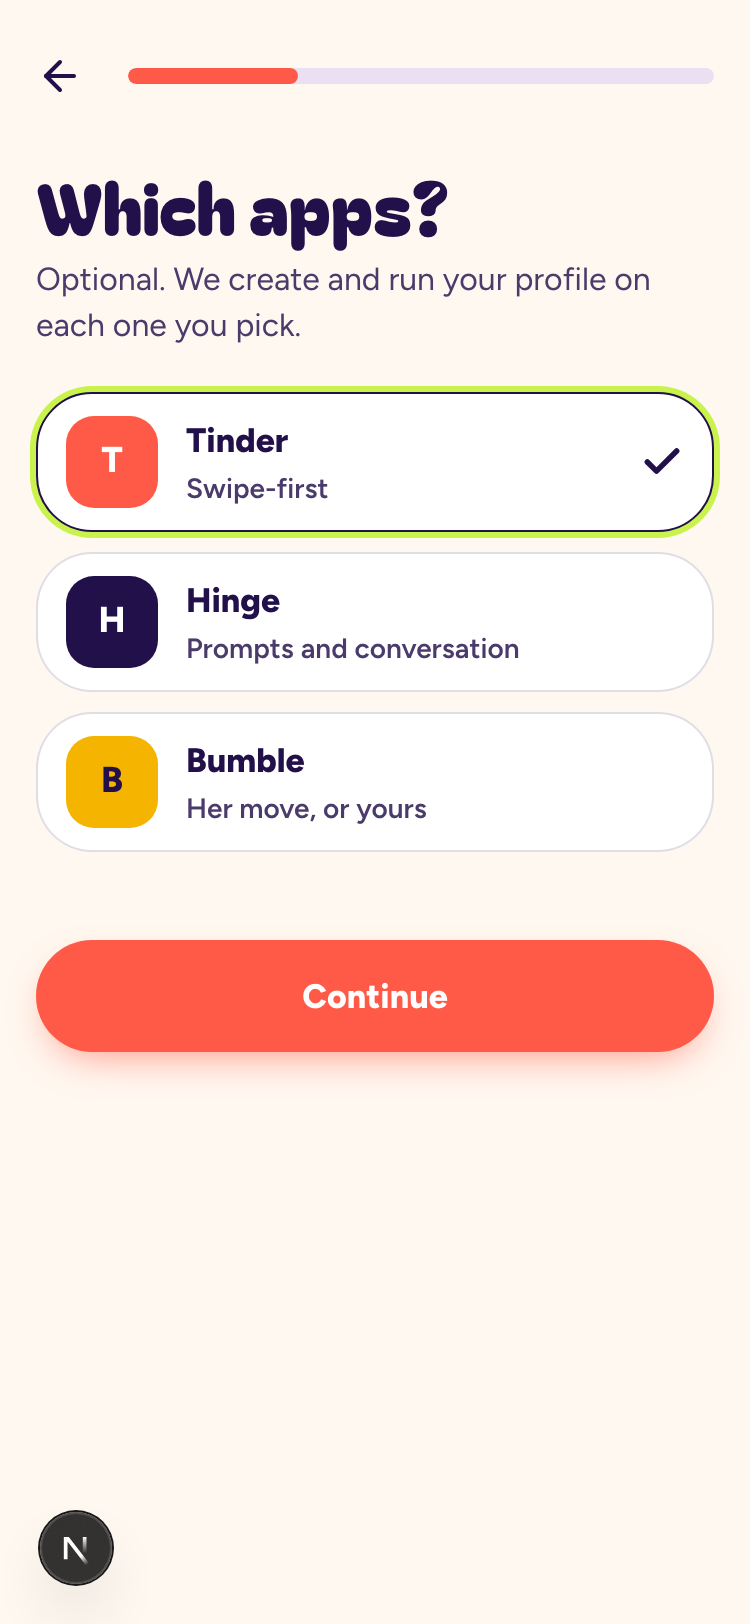 Which apps?
Optional. We create and run your profile on
each one you pick.
T
Tinder
Swipe-first
H
Hinge
Prompts and conversation
B
Bumble
Her move, or yours
Continue
N